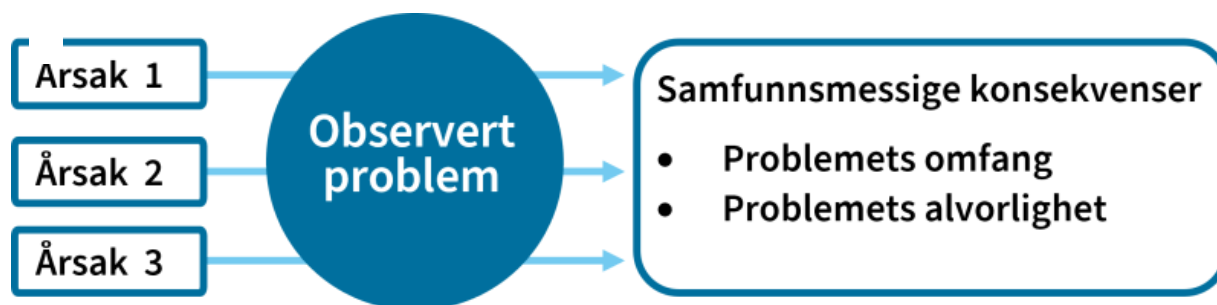 Arsak 1
Årsak 2
Årsak 3
Observert
problem
Samfunnsmessige konsekvenser
• Problemets omfang
• Problemets alvorlighet